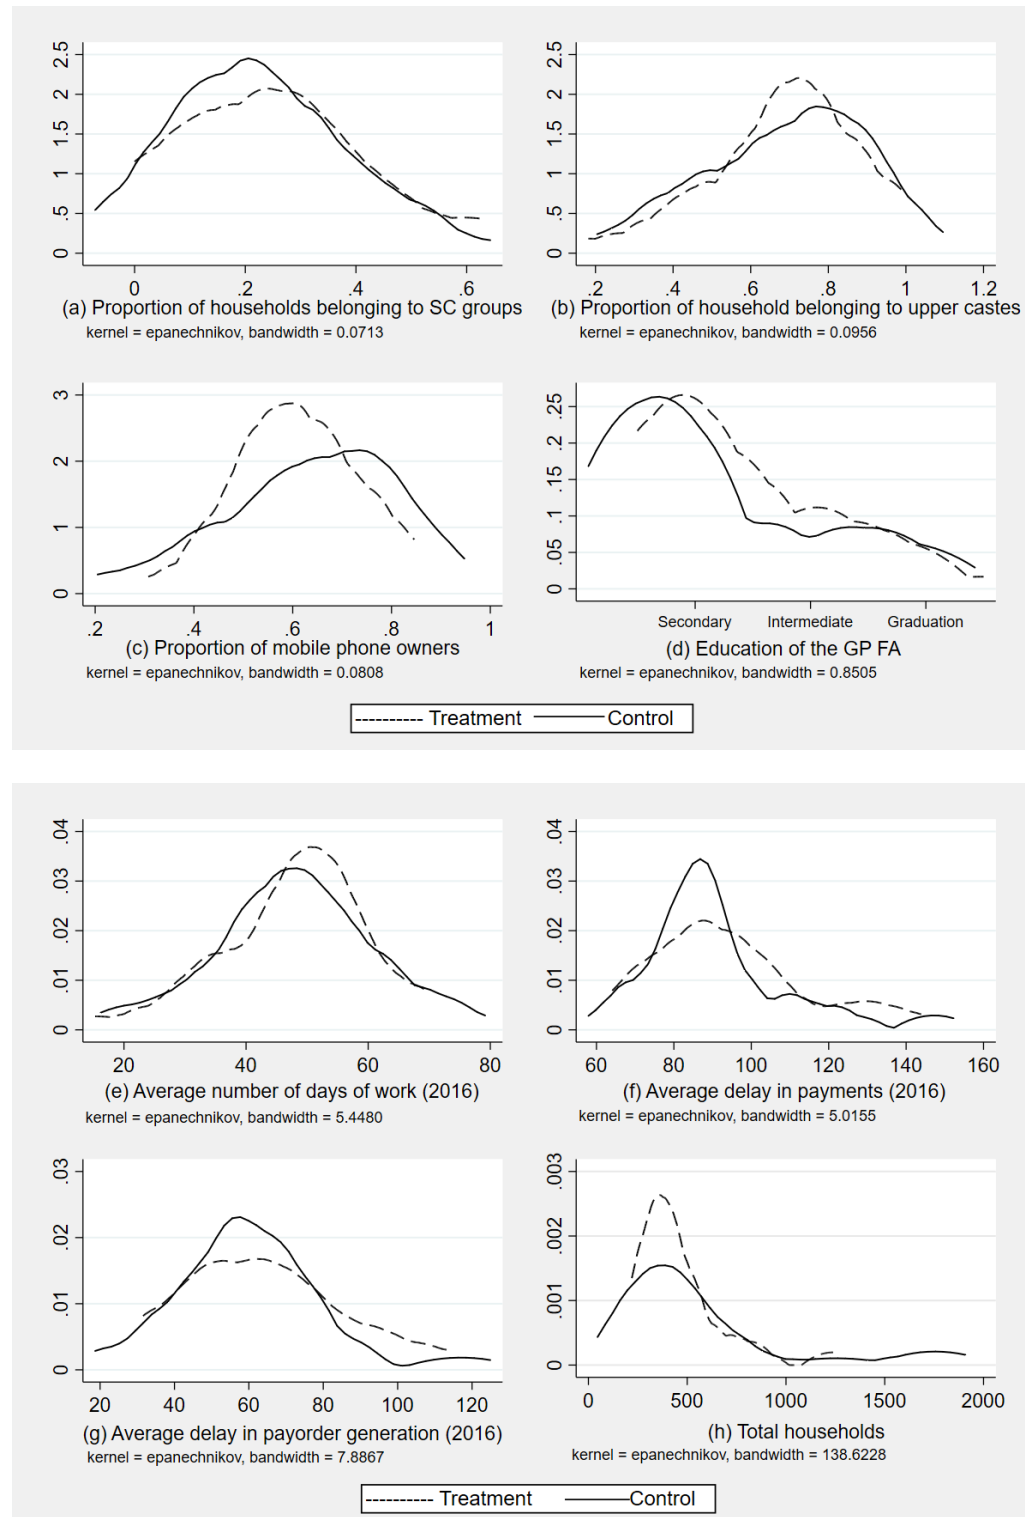 2.5
2
1.5
1
.5
0
0 .2 .4 .6
(a) Proportion of households belonging to SC groups
kernel = epanechnikov, bandwidth = 0.0713
2.5
2
1.5
1
.5
0
.2 .4 .6 .8 1 1.2
(b) Proportion of household belonging to upper castes
kernel = epanechnikov, bandwidth = 0.0956
3
2
1
0
.2 .4 .6 .8 1
(c) Proportion of mobile phone owners
kernel = epanechnikov, bandwidth = 0.0808
.25
.2
.15
.1
.05
0
Secondary Intermediate Graduation
(d) Education of the GP FA
kernel = epanechnikov, bandwidth = 0.8505
Treatment Control
.04
.03
.02
.01
0
20 40 60 80
(e) Average number of days of work (2016)
kernel = epanechnikov, bandwidth = 5.4480
.04
.03
.02
.01
0
60 80 100 120 140 160
(f) Average delay in payments (2016)
kernel = epanechnikov, bandwidth = 5.0155
.03
.02
.01
0
20 40 60 80 100 120
(g) Average delay in payorder generation (2016)
kernel = epanechnikov, bandwidth = 7.8867
.003
.002
.001
0
0 500 1000 1500 2000
(h) Total households
kernel = epanechnikov, bandwidth = 138.6228
Treatment Control